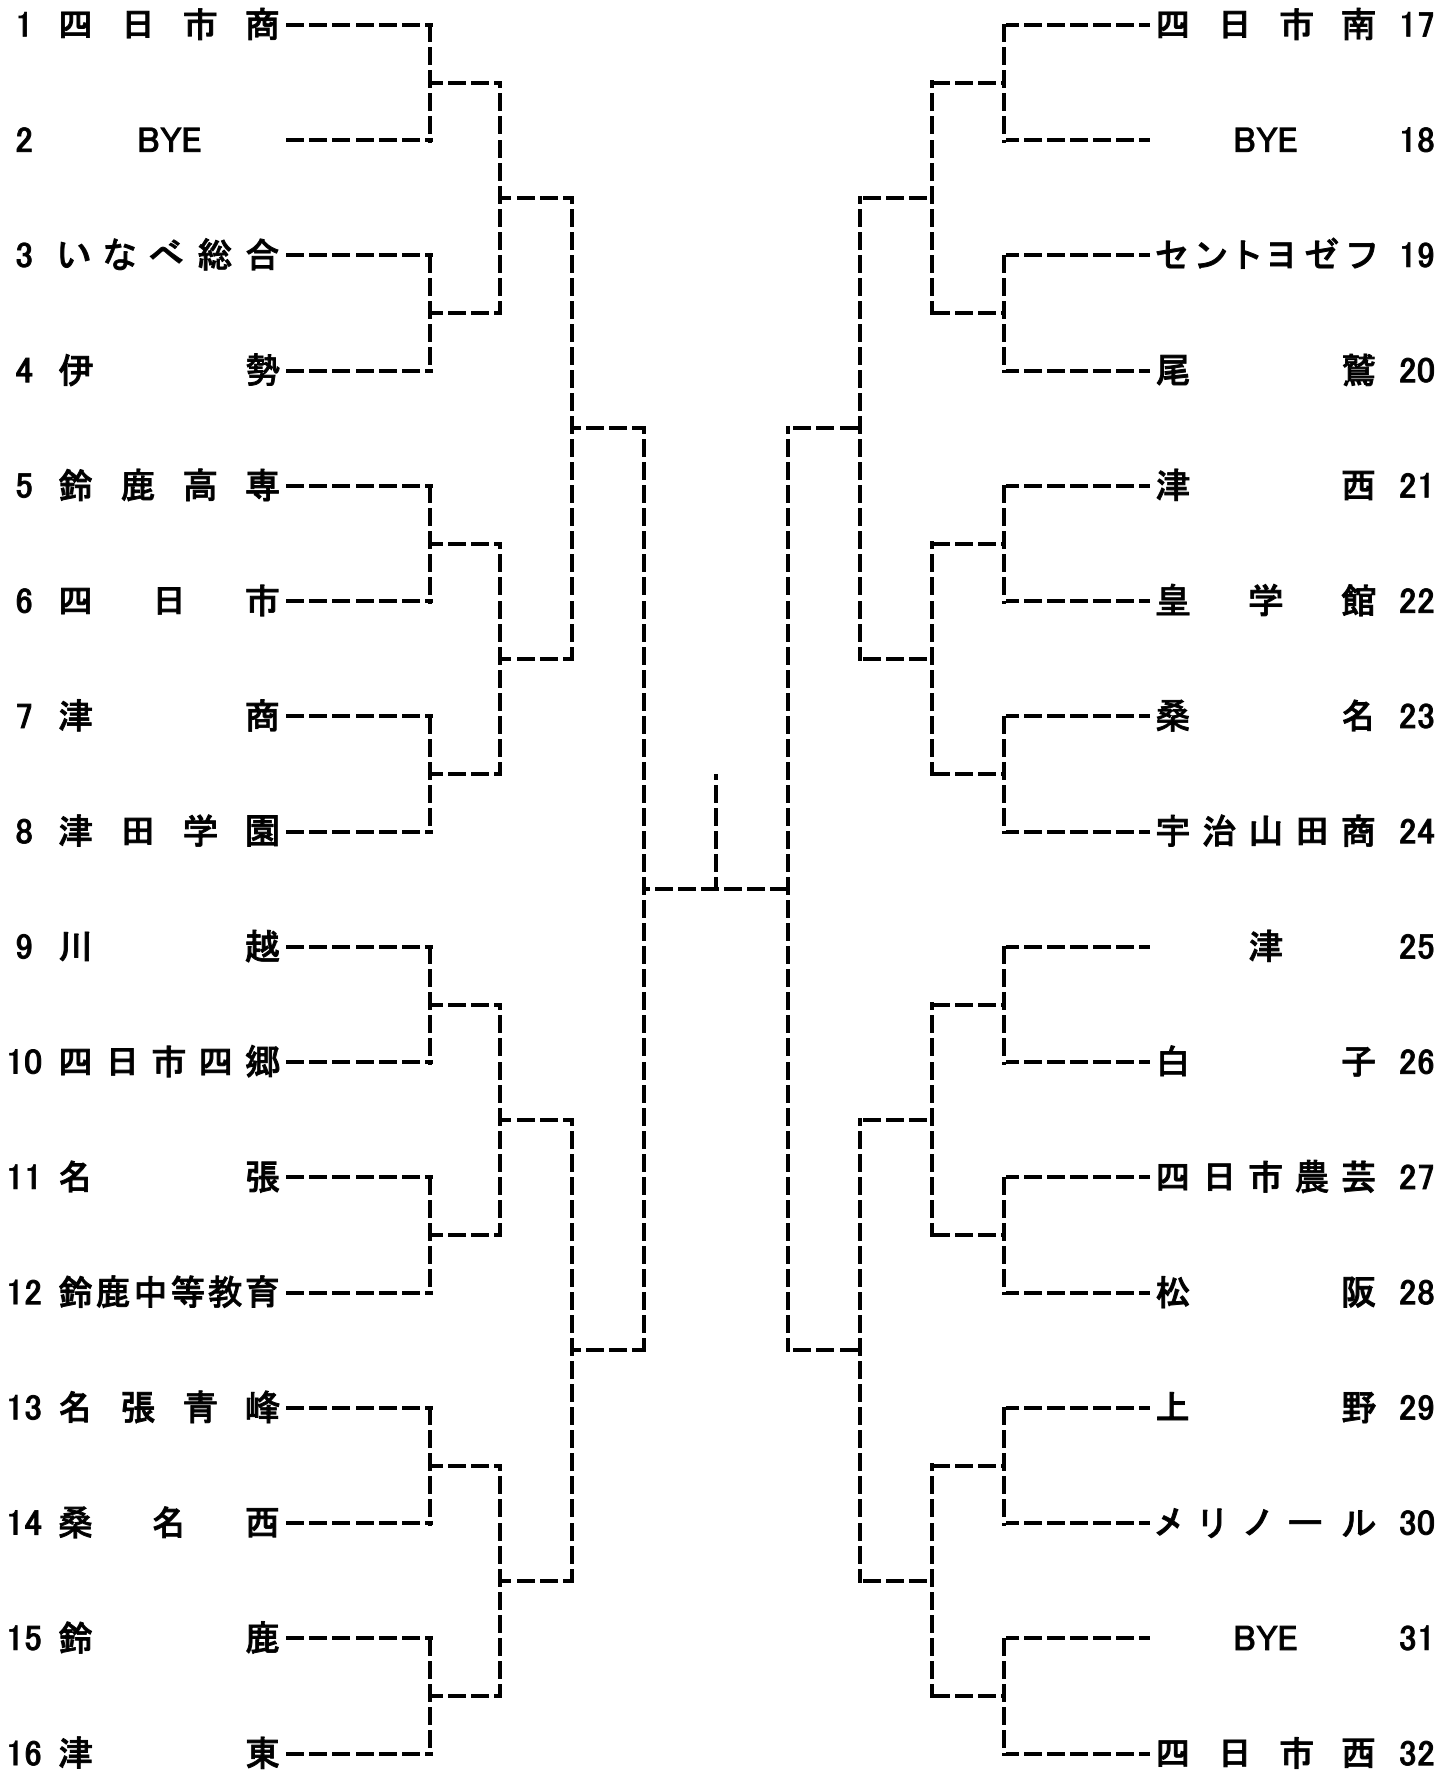 1 四日市商
2 BYE
3 いなべ総合
4 伊勢
5 鈴鹿高専
6 四日市
7 津商
8 津田学園
9 川越
10 四日市四郷
11 名張
12 鈴鹿中等教育
13 名張青峰
14 桑名西
15 鈴鹿
16 津東
四日市南 17
BYE 18
セントヨゼフ 19
尾鷲 20
津西 21
皇学館 22
桑名 23
宇治山田商 24
津 25
白子 26
四日市農芸 27
松阪 28
上野 29
メリノール 30
BYE 31
四日市西 32